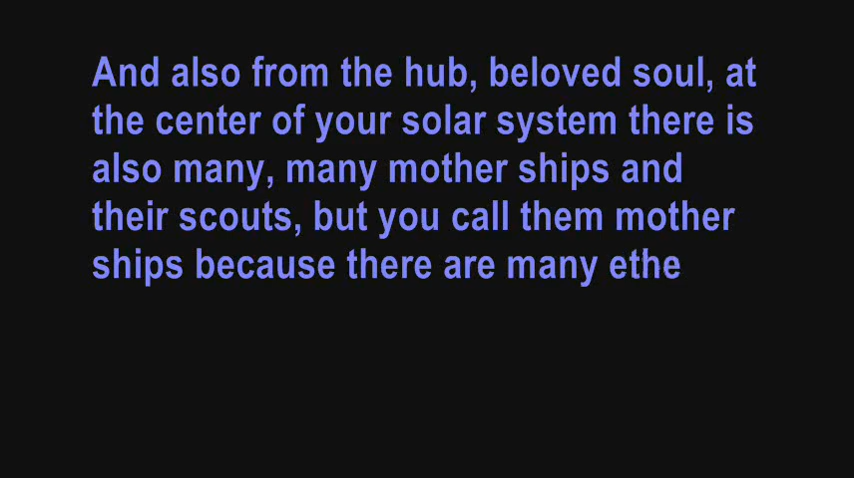 And also from the hub, beloved soul, at
the center of your solar system there is
also many, many mother ships and
their scouts, but you call them mother
ships because there are many ethe